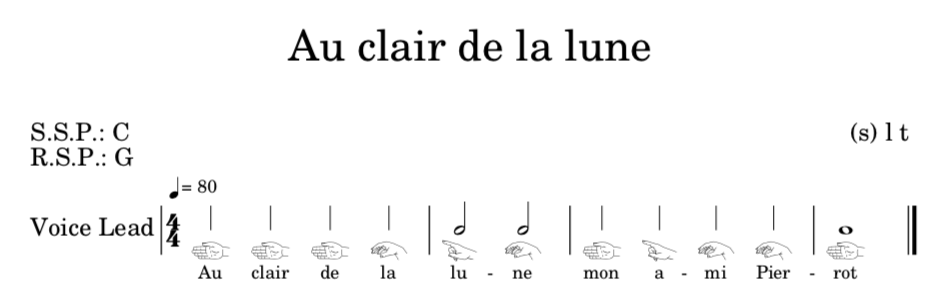 Au clair de la lune
S.S.P.: C
(s) l t
R.S.P.: G
= 80
Voice Lead 4/4
Au clair de la lu - ne mon a - mi Pier - rot